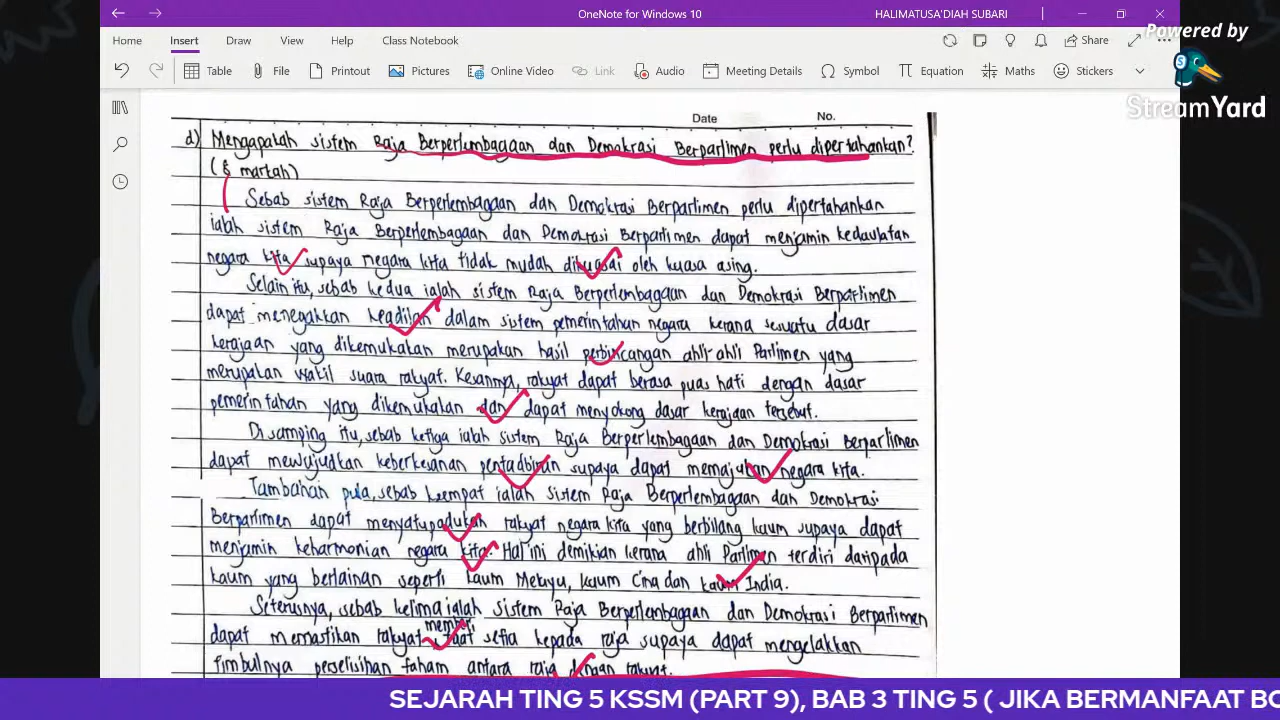 OneNote for Windows 10
HALIMATUSA'DIAH SUBARI
Powered by
StreamYard
Home Insert Draw View Help Class Notebook
Share
Table File Printout Pictures Online Video Link Audio Meeting Details Symbol Equation Maths Stickers
Date No.
d) Mengapakah sistem Raja Berperlembagaan dan Demokrasi Berparlimen perlu dipertahankan?
(8 markah)
Sebab sistem Raja Berperlembagaan dan Demokrasi Berparlimen perlu dipertahankan
ialah sistem Raja Berperlembagaan dan Demokrasi Berparlimen dapat menjamin kedaulatan
negara kita supaya negara kita tidak mudah dikuasai oleh kuasa asing.
Selain itu, sebab kedua ialah sistem Raja Berperlembagaan dan Demokrasi Berparlimen
dapat menegakkan keadilan dalam sistem pemerintahan negara kerana sesuatu dasar
kerajaan yang dikemukakan merupakan hasil perbincangan ahli-ahli Parlimen yang
merupakan wakil suara rakyat. Kesannya, rakyat dapat berasa puas hati dengan dasar
pemerintahan yang dikemukakan dan dapat menyokong dasar kerajaan tersebut.
Di samping itu, sebab ketiga ialah sistem Raja Berperlembagaan dan Demokrasi Berparlimen
dapat mewujudkan keberkesanan pentadbiran supaya dapat memajukan negara kita.
Tambahan pula, sebab keempat ialah sistem Raja Berperlembagaan dan Demokrasi
Berparlimen dapat menyatupadukan rakyat negara kita yang berbilang kaum supaya dapat
menjamin keharmonian negara kita. Hal ini demikian kerana ahli Parlimen terdiri daripada
kaum yang berlainan seperti kaum Melayu, kaum Cina dan kaum India.
Seterusnya, sebab kelima ialah sistem Raja Berperlembagaan dan Demokrasi Berparlimen
dapat memastikan rakyat taat setia kepada raja supaya dapat mengelakkan
timbulnya perselisihan faham antara raja dengan rakyat.
SEJARAH TING 5 KSSM (PART 9), BAB 3 TING 5 ( JIKA BERMANFAAT BO